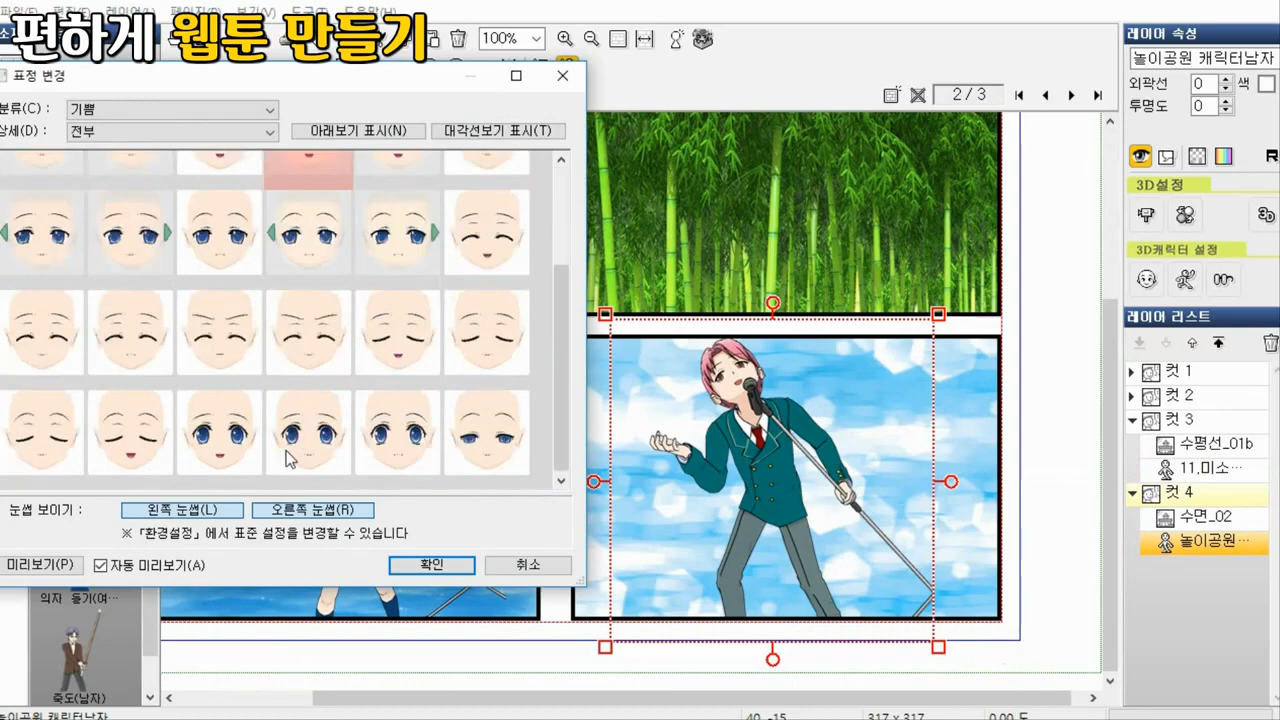 편하게 웹툰 만들기
100%
표정 변경
분류(C) :
기쁨
상세(D) :
전부
아래보기 표시(N)
대각선보기 표시(T)
눈썹 보이기 :
왼쪽 눈썹(L)
오른쪽 눈썹(R)
※「환경설정」에서 표준 설정을 변경할 수 있습니다
미리보기(P)
자동 미리보기(A)
확인
취소
의자 들기(여…
죽도(남자)
2 / 3
레이어 속성
놀이공원 캐릭터남자
외곽선
0
색
투명도
0
3D설정
3D캐릭터 설정
레이어 리스트
컷 1
컷 2
컷 3
수평선_01b
11.미소…
컷 4
수면_02
놀이공원…
놀이공원 캐릭터남자
40, -15
317 x 317
0.00 도